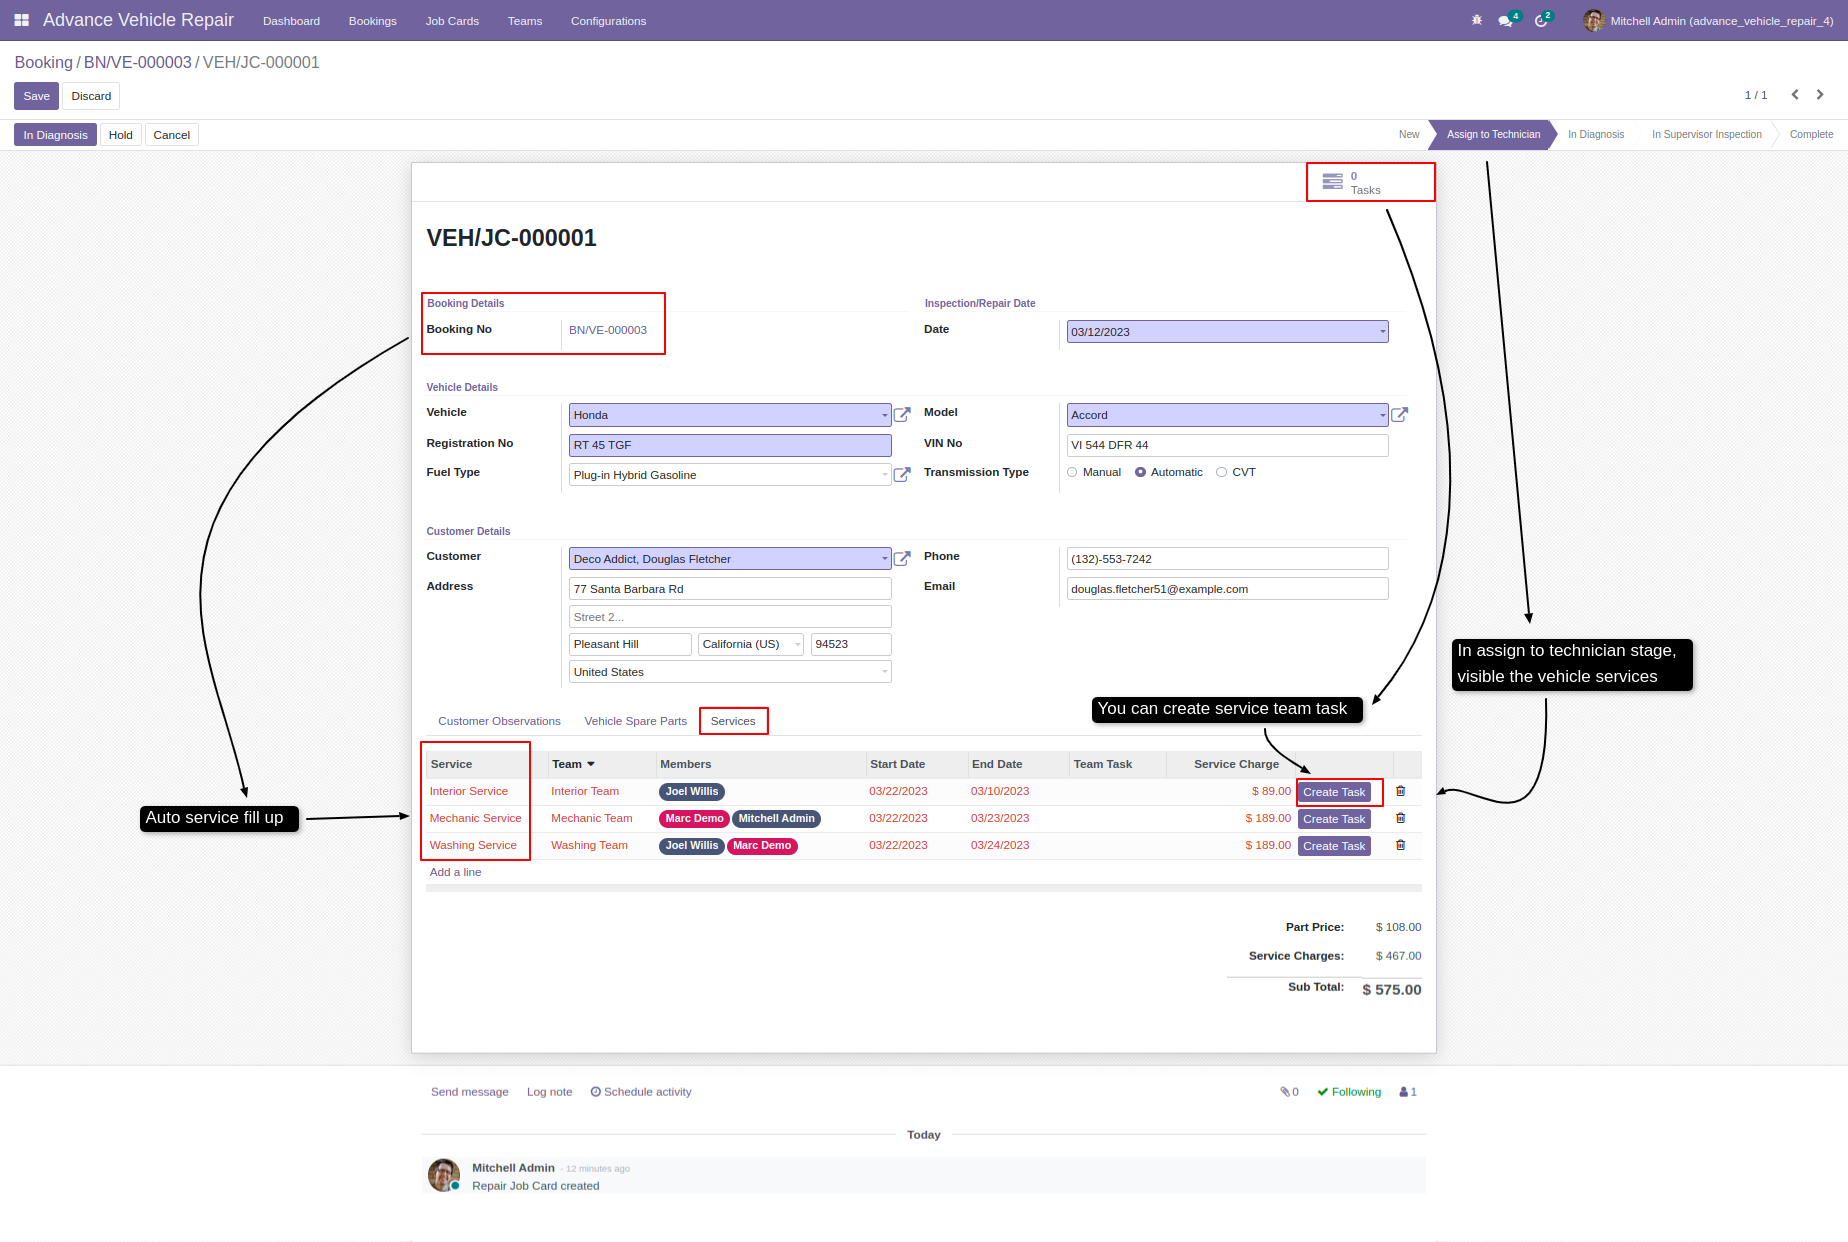 Advance Vehicle Repair Dashboard Bookings Job Cards Teams Configurations 4 2 Mitchell Admin (advance_vehicle_repair_4)
Booking / BN/VE-000003 / VEH/JC-000001
Save Discard 1 / 1
In Diagnosis Hold Cancel New Assign to Technician In Diagnosis In Supervisor Inspection Complete
0
Tasks
VEH/JC-000001
Booking Details Inspection/Repair Date
Booking No BN/VE-000003 Date 03/12/2023
Vehicle Details
Vehicle Honda Model Accord
Registration No RT 45 TGF VIN No VI 544 DFR 44
Fuel Type Plug-in Hybrid Gasoline Transmission Type Manual Automatic CVT
Customer Details
Customer Deco Addict, Douglas Fletcher Phone (132)-553-7242
Address 77 Santa Barbara Rd Email douglas.fletcher51@example.com
Street 2...
Pleasant Hill California (US) 94523
United States
In assign to technician stage,
visible the vehicle services
You can create service team task
Customer Observations Vehicle Spare Parts Services
Service Team Members Start Date End Date Team Task Service Charge
Interior Service Interior Team Joel Willis 03/22/2023 03/10/2023 $ 89.00 Create Task
Mechanic Service Mechanic Team Marc Demo Mitchell Admin 03/22/2023 03/23/2023 $ 189.00 Create Task
Washing Service Washing Team Joel Willis Marc Demo 03/22/2023 03/24/2023 $ 189.00 Create Task
Auto service fill up
Add a line
Part Price: $ 108.00
Service Charges: $ 467.00
Sub Total: $ 575.00
Send message Log note Schedule activity 0 Following 1
Today
Mitchell Admin - 12 minutes ago
Repair Job Card created